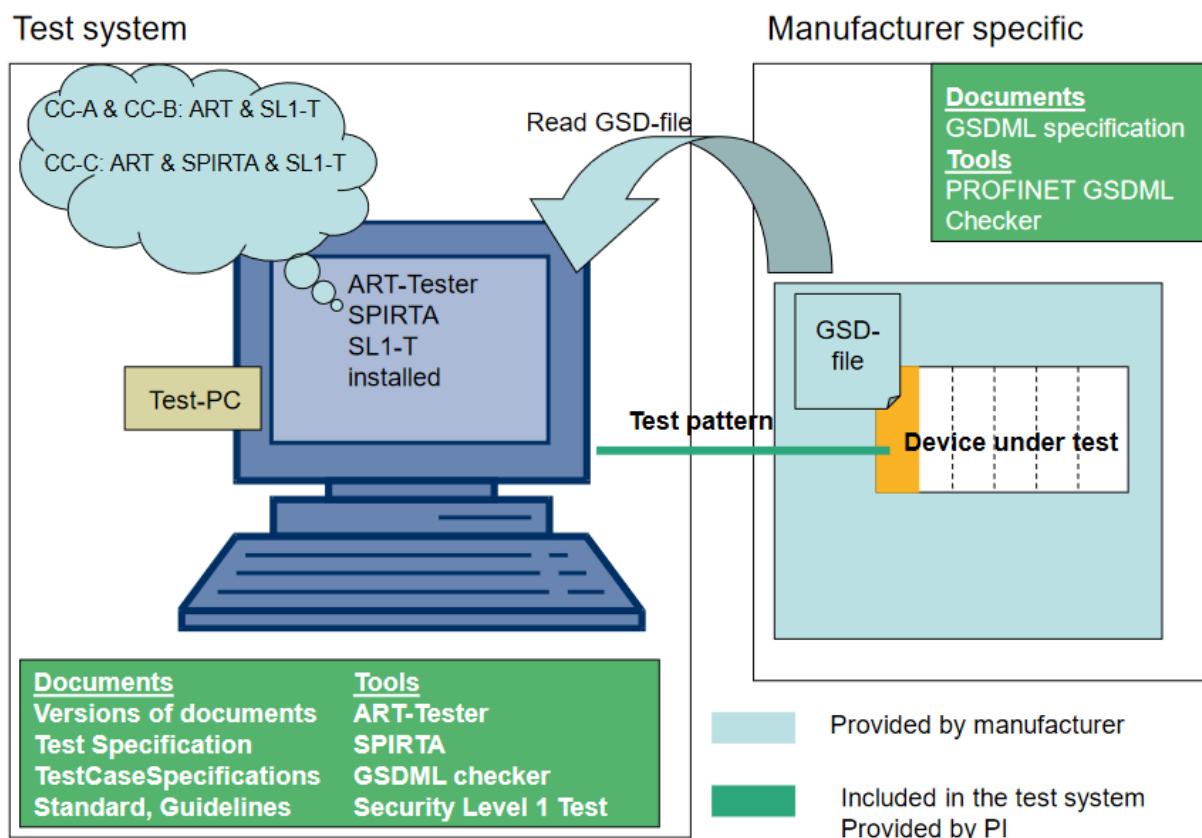 Test system
Manufacturer specific
CC-A & CC-B: ART & SL1-T
CC-C: ART & SPIRTA & SL1-T
Read GSD-file
Documents
GSDML specification
Tools
PROFINET GSDML
Checker
ART-Tester
SPIRTA
SL1-T
installed
Test-PC
GSD-
file
Test pattern
Device under test
Documents
Versions of documents
Test Specification
TestCaseSpecifications
Standard, Guidelines
Tools
ART-Tester
SPIRTA
GSDML checker
Security Level 1 Test
Provided by manufacturer
Included in the test system
Provided by PI